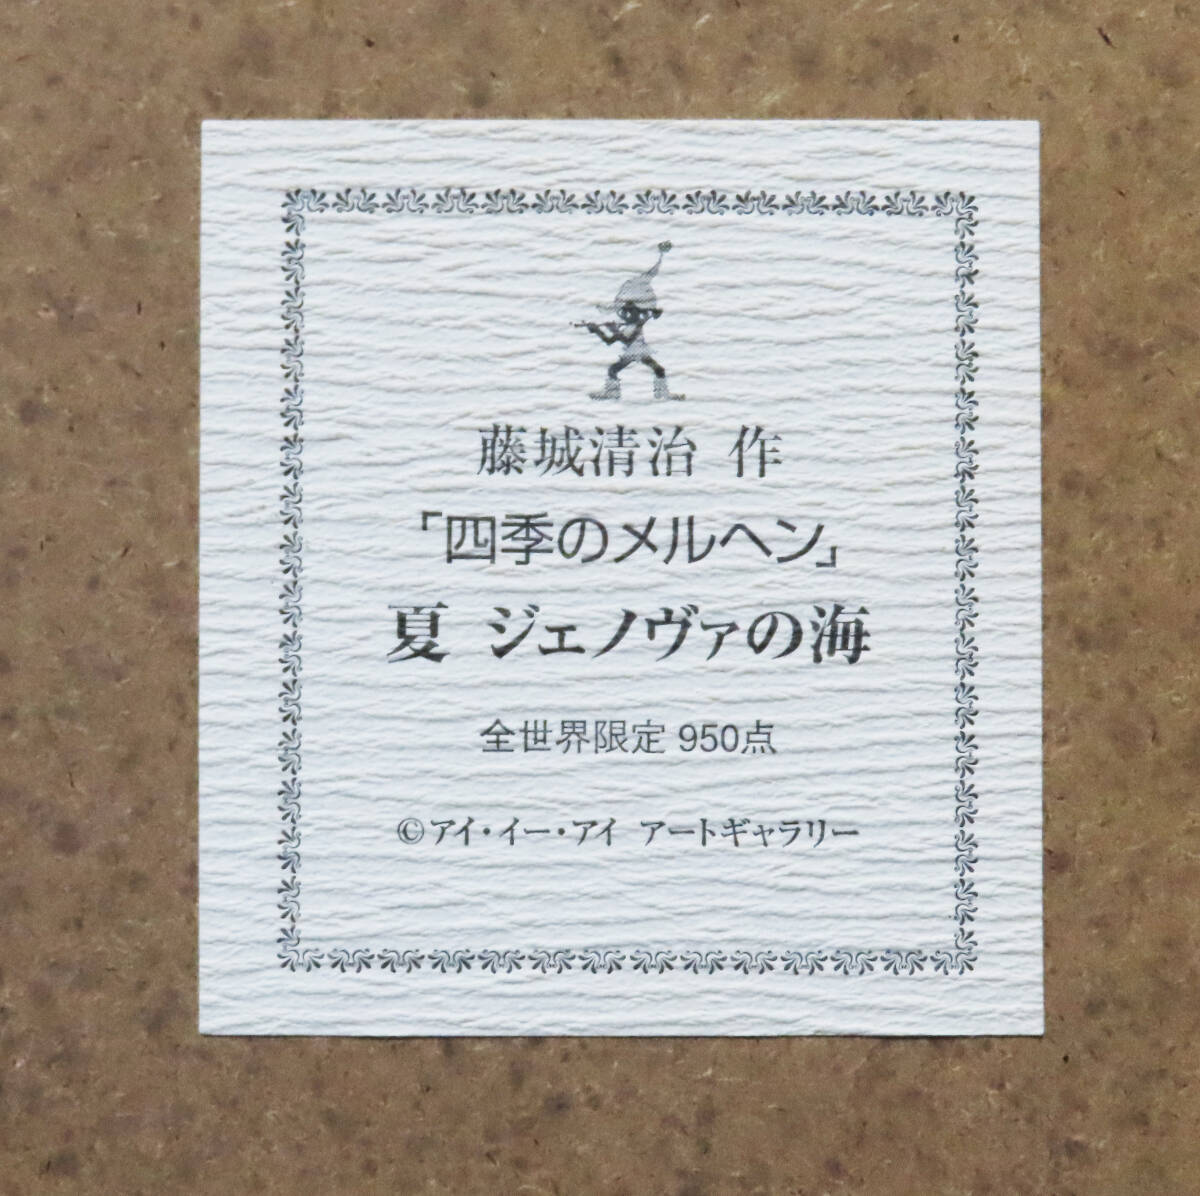 藤城清治 作
「四季のメルヘン」
夏 ジェノヴァの海
全世界限定 950点
©アイ・イー・アイ アートギャラリー